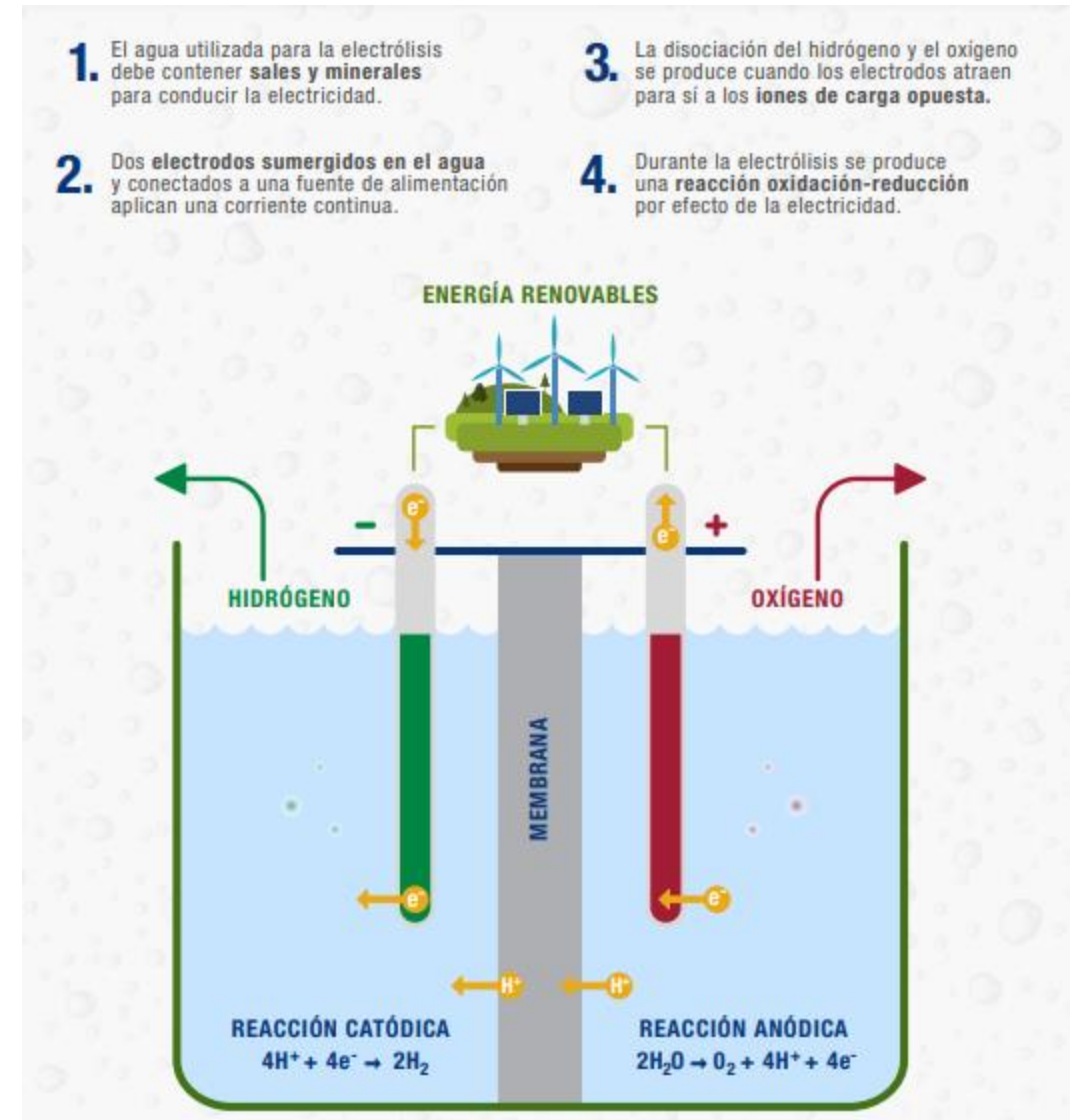 1. El agua utilizada para la electrólisis
debe contener sales y minerales
para conducir la electricidad.
2. Dos electrodos sumergidos en el agua
y conectados a una fuente de alimentación
aplican una corriente continua.
3. La disociación del hidrógeno y el oxígeno
se produce cuando los electrodos atraen
para sí a los iones de carga opuesta.
4. Durante la electrólisis se produce
una reacción oxidación-reducción
por efecto de la electricidad.
ENERGÍA RENOVABLES
e⁻
e⁻
-
+
HIDRÓGENO
OXÍGENO
MEMBRANA
e⁻
e⁻
H⁺
H⁺
REACCIÓN CATÓDICA
4H⁺ + 4e⁻ → 2H₂
REACCIÓN ANÓDICA
2H₂O → O₂ + 4H⁺ + 4e⁻